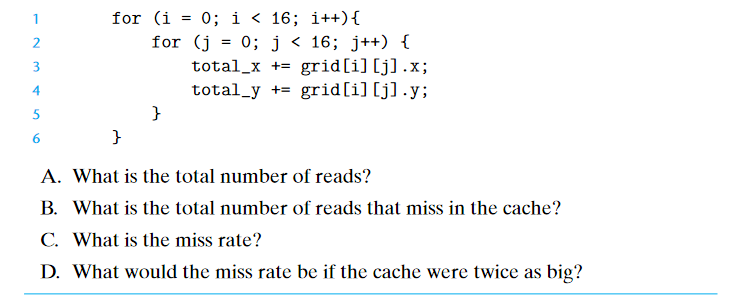 1 for (i = 0; i < 16; i++){
2 for (j = 0; j < 16; j++) {
3 total_x += grid[i][j].x;
4 total_y += grid[i][j].y;
5 }
6 }
A. What is the total number of reads?
B. What is the total number of reads that miss in the cache?
C. What is the miss rate?
D. What would the miss rate be if the cache were twice as big?